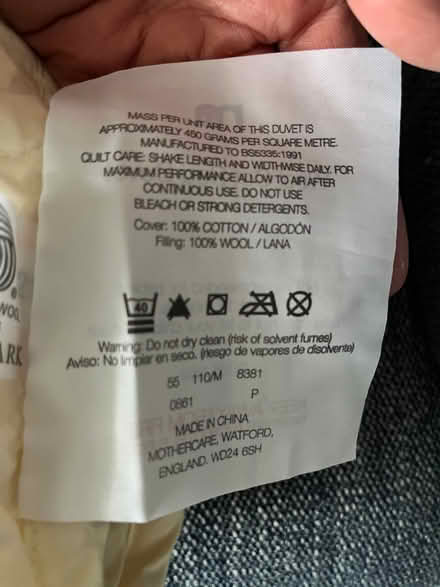 MASS PER UNIT AREA OF THIS DUVET IS
APPROXIMATELY 450 GRAMS PER SQUARE METRE.
MANUFACTURED TO BS5335:1991
QUILT CARE: SHAKE LENGTH AND WIDTHWISE DAILY. FOR
MAXIMUM PERFORMANCE ALLOW TO AIR AFTER
CONTINUOUS USE. DO NOT USE
BLEACH OR STRONG DETERGENTS.
Cover: 100% COTTON / ALGODÓN
Filling: 100% WOOL / LANA
40
Warning: Do not dry clean (risk of solvent fumes)
Aviso: No limpiar en seco. (riesgo de vapores de disolvente)
55 110/M 8381
0861 P
MADE IN CHINA
MOTHERCARE, WATFORD,
ENGLAND. WD24 6SH